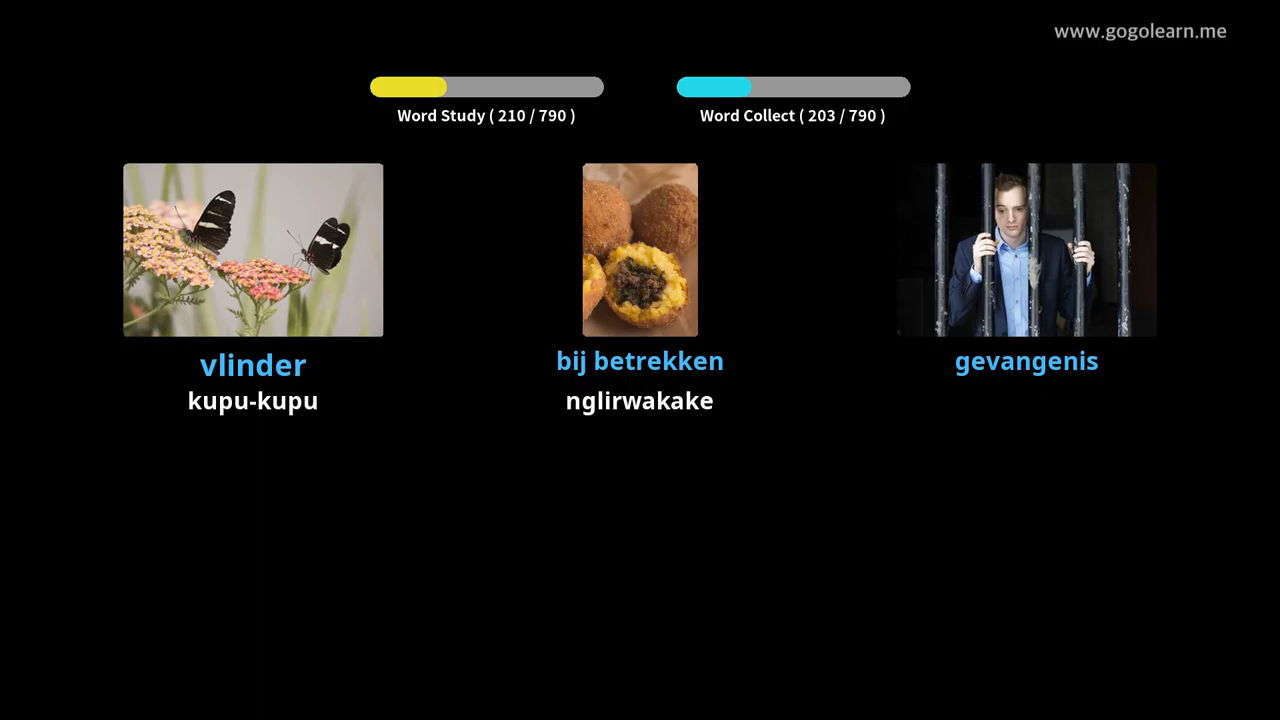 www.gogolearn.me
Word Study ( 210 / 790 )
Word Collect ( 203 / 790 )
vlinder
bij betrekken
gevangenis
kupu-kupu
nglirwakake